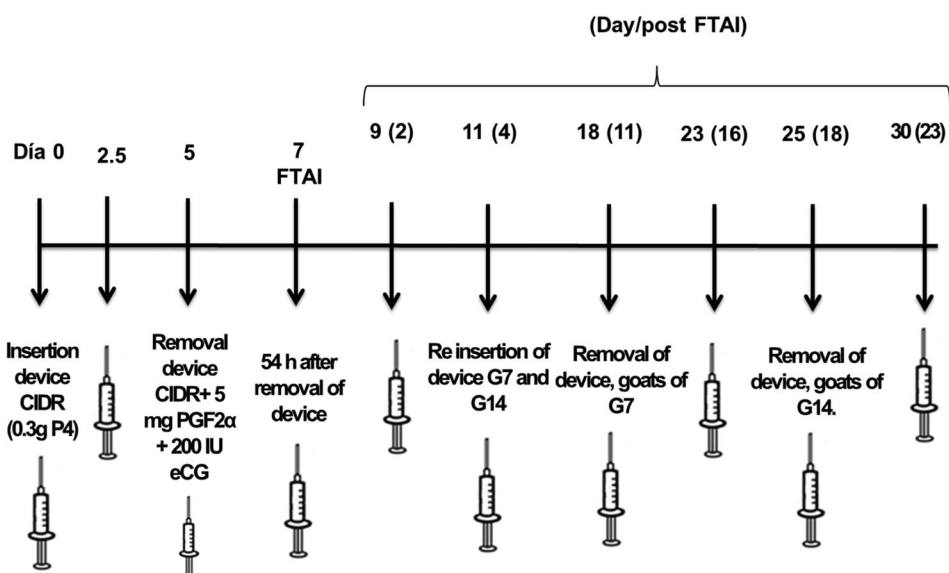 (Day/post FTAI)
Día 0
2.5
5
7
FTAI
9 (2)
11 (4)
18 (11)
23 (16)
25 (18)
30 (23)
Insertion
device
CIDR
(0.3g P4)
Removal
device
CIDR+ 5
mg PGF2α
+ 200 IU
eCG
54 h after
removal of
device
Re insertion of
device G7 and
G14
Removal of
device, goats of
G7
Removal of
device, goats of
G14.